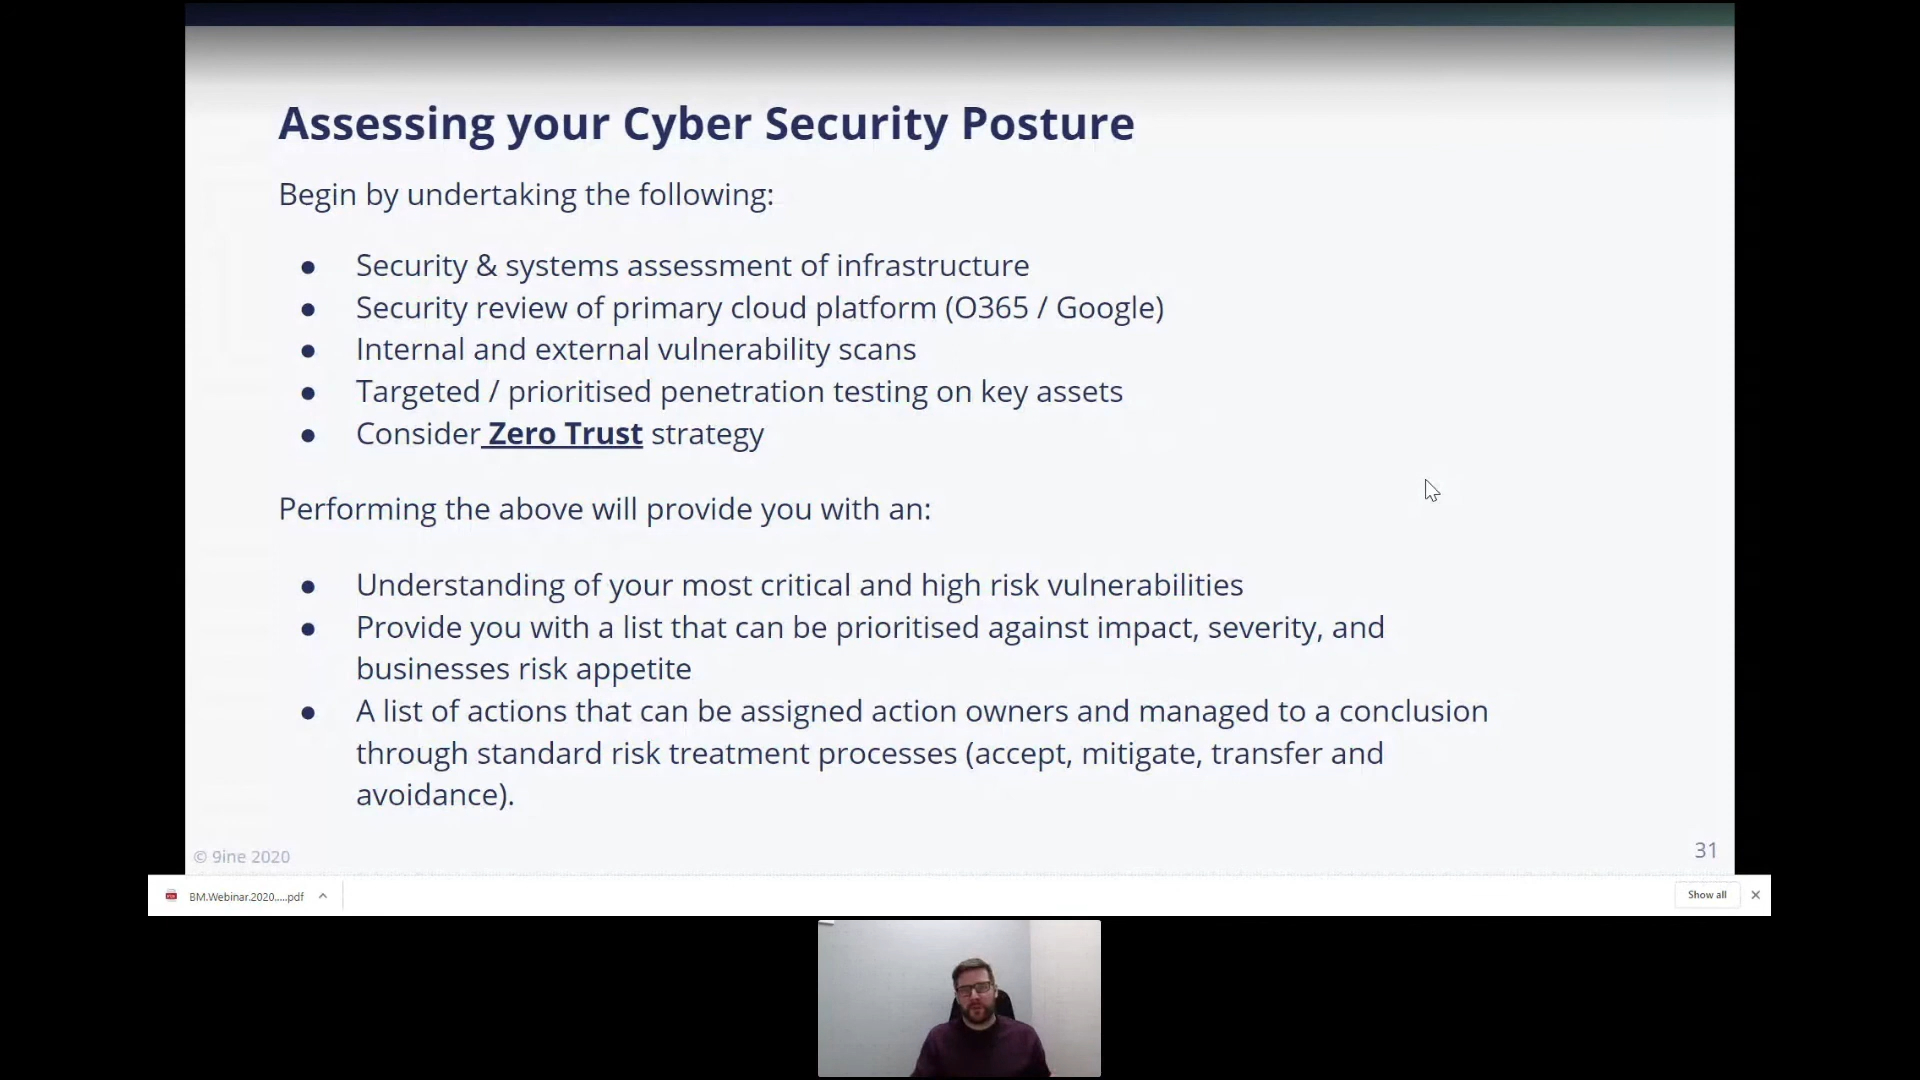 Assessing your Cyber Security Posture
Begin by undertaking the following:
● Security & systems assessment of infrastructure
● Security review of primary cloud platform (O365 / Google)
● Internal and external vulnerability scans
● Targeted / prioritised penetration testing on key assets
● Consider Zero Trust strategy
Performing the above will provide you with an:
● Understanding of your most critical and high risk vulnerabilities
● Provide you with a list that can be prioritised against impact, severity, and
businesses risk appetite
● A list of actions that can be assigned action owners and managed to a conclusion
through standard risk treatment processes (accept, mitigate, transfer and
avoidance).
© 9ine 2020
31
BM.Webinar.2020.....pdf
Show all